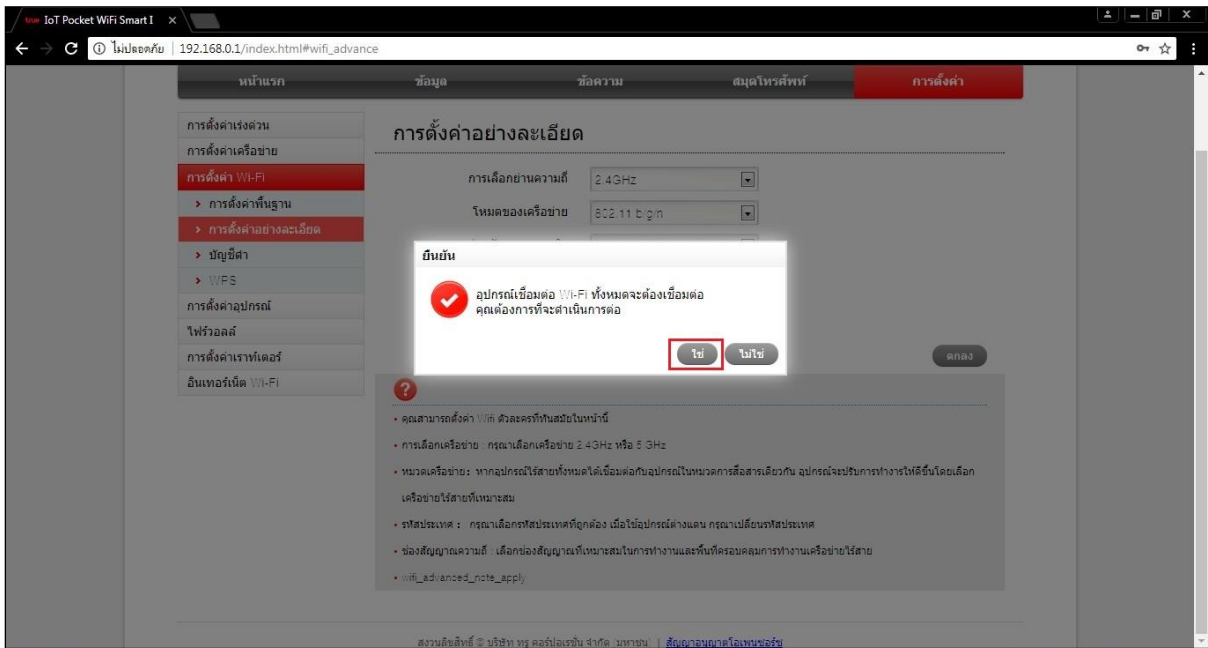 true IoT Pocket WiFi Smart I
ไม่ปลอดภัย 192.168.0.1/index.html#wifi_advance
หน้าแรก ข้อมูล ข้อความ สมุดโทรศัพท์ การตั้งค่า
การตั้งค่าเร่งด่วน
การตั้งค่าเครือข่าย
การตั้งค่า Wi-Fi
การตั้งค่าพื้นฐาน
การตั้งค่าอย่างละเอียด
บัญชีดำ
WPS
การตั้งค่าอุปกรณ์
ไฟร์วอลล์
การตั้งค่าเราท์เตอร์
อินเทอร์เน็ต Wi-Fi
การตั้งค่าอย่างละเอียด
การเลือกย่านความถี่ 2.4GHz
โหมดของเครือข่าย 802.11 b/g/n
ยืนยัน
อุปกรณ์เชื่อมต่อ Wi-Fi ทั้งหมดจะต้องเชื่อมต่อ
คุณต้องการที่จะดำเนินการต่อ
ใช่ ไม่ใช่
ตกลง
• คุณสามารถตั้งค่า Wifi ตัวละครที่ทันสมัยในหน้านี้
• การเลือกเครือข่าย : กรุณาเลือกเครือข่าย 2.4GHz หรือ 5 GHz
• หมวดเครือข่าย: หากอุปกรณ์ไร้สายทั้งหมดได้เชื่อมต่อกับอุปกรณ์ในหมวดการสื่อสารเดียวกัน อุปกรณ์จะปรับการทำงารให้ดีขึ้นโดยเลือก
เครือข่ายไร้สายที่เหมาะสม
• รหัสประเทศ : กรุณาเลือกรหัสประเทศที่ถูกต้อง เมื่อใช้อุปกรณ์ต่างแดน กรุณาเปลี่ยนรหัสประเทศ
• ช่องสัญญาณความถี่ : เลือกช่องสัญญาณที่เหมาะสมในการทำงานและพื้นที่ครอบคลุมการทำงานเครือข่ายไร้สาย
• wifi_advanced_note_apply
สงวนลิขสิทธิ์ © บริษัท ทรู คอร์ปอเรชั่น จำกัด (มหาชน) | สัญญาอนุญาตโอเพนซอร์ซ